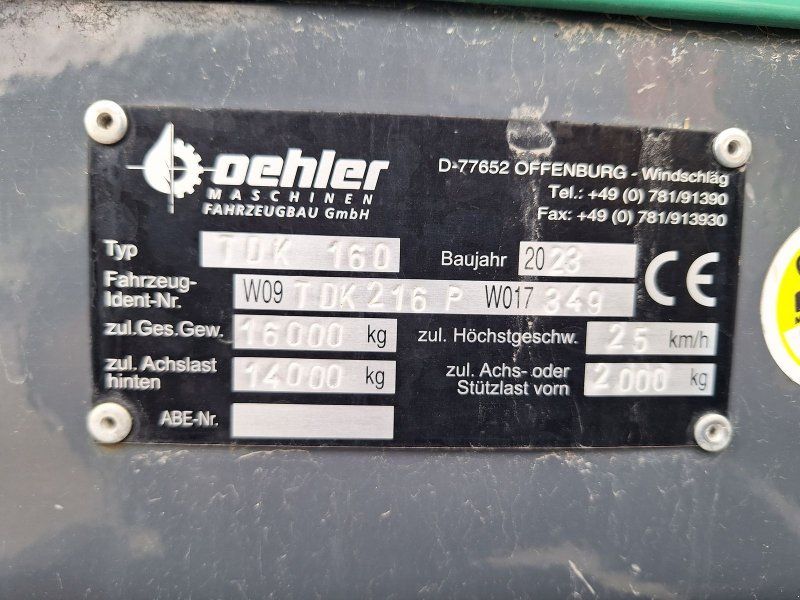 oehler
MASCHINEN
FAHRZEUGBAU GmbH
D-77652 OFFENBURG - Windschläg
Tel.: +49 (0) 781/91390
Fax: +49 (0) 781/913930
Typ TDK 160 Baujahr 2023
Fahrzeug-
Ident-Nr. W09 TDK216 P W017 349
CE
zul.Ges.Gew. 16000 kg zul. Höchstgeschw. 25 km/h
zul. Achslast
hinten 14000 kg
zul. Achs- oder
Stützlast vorn 2000 kg
ABE-Nr.